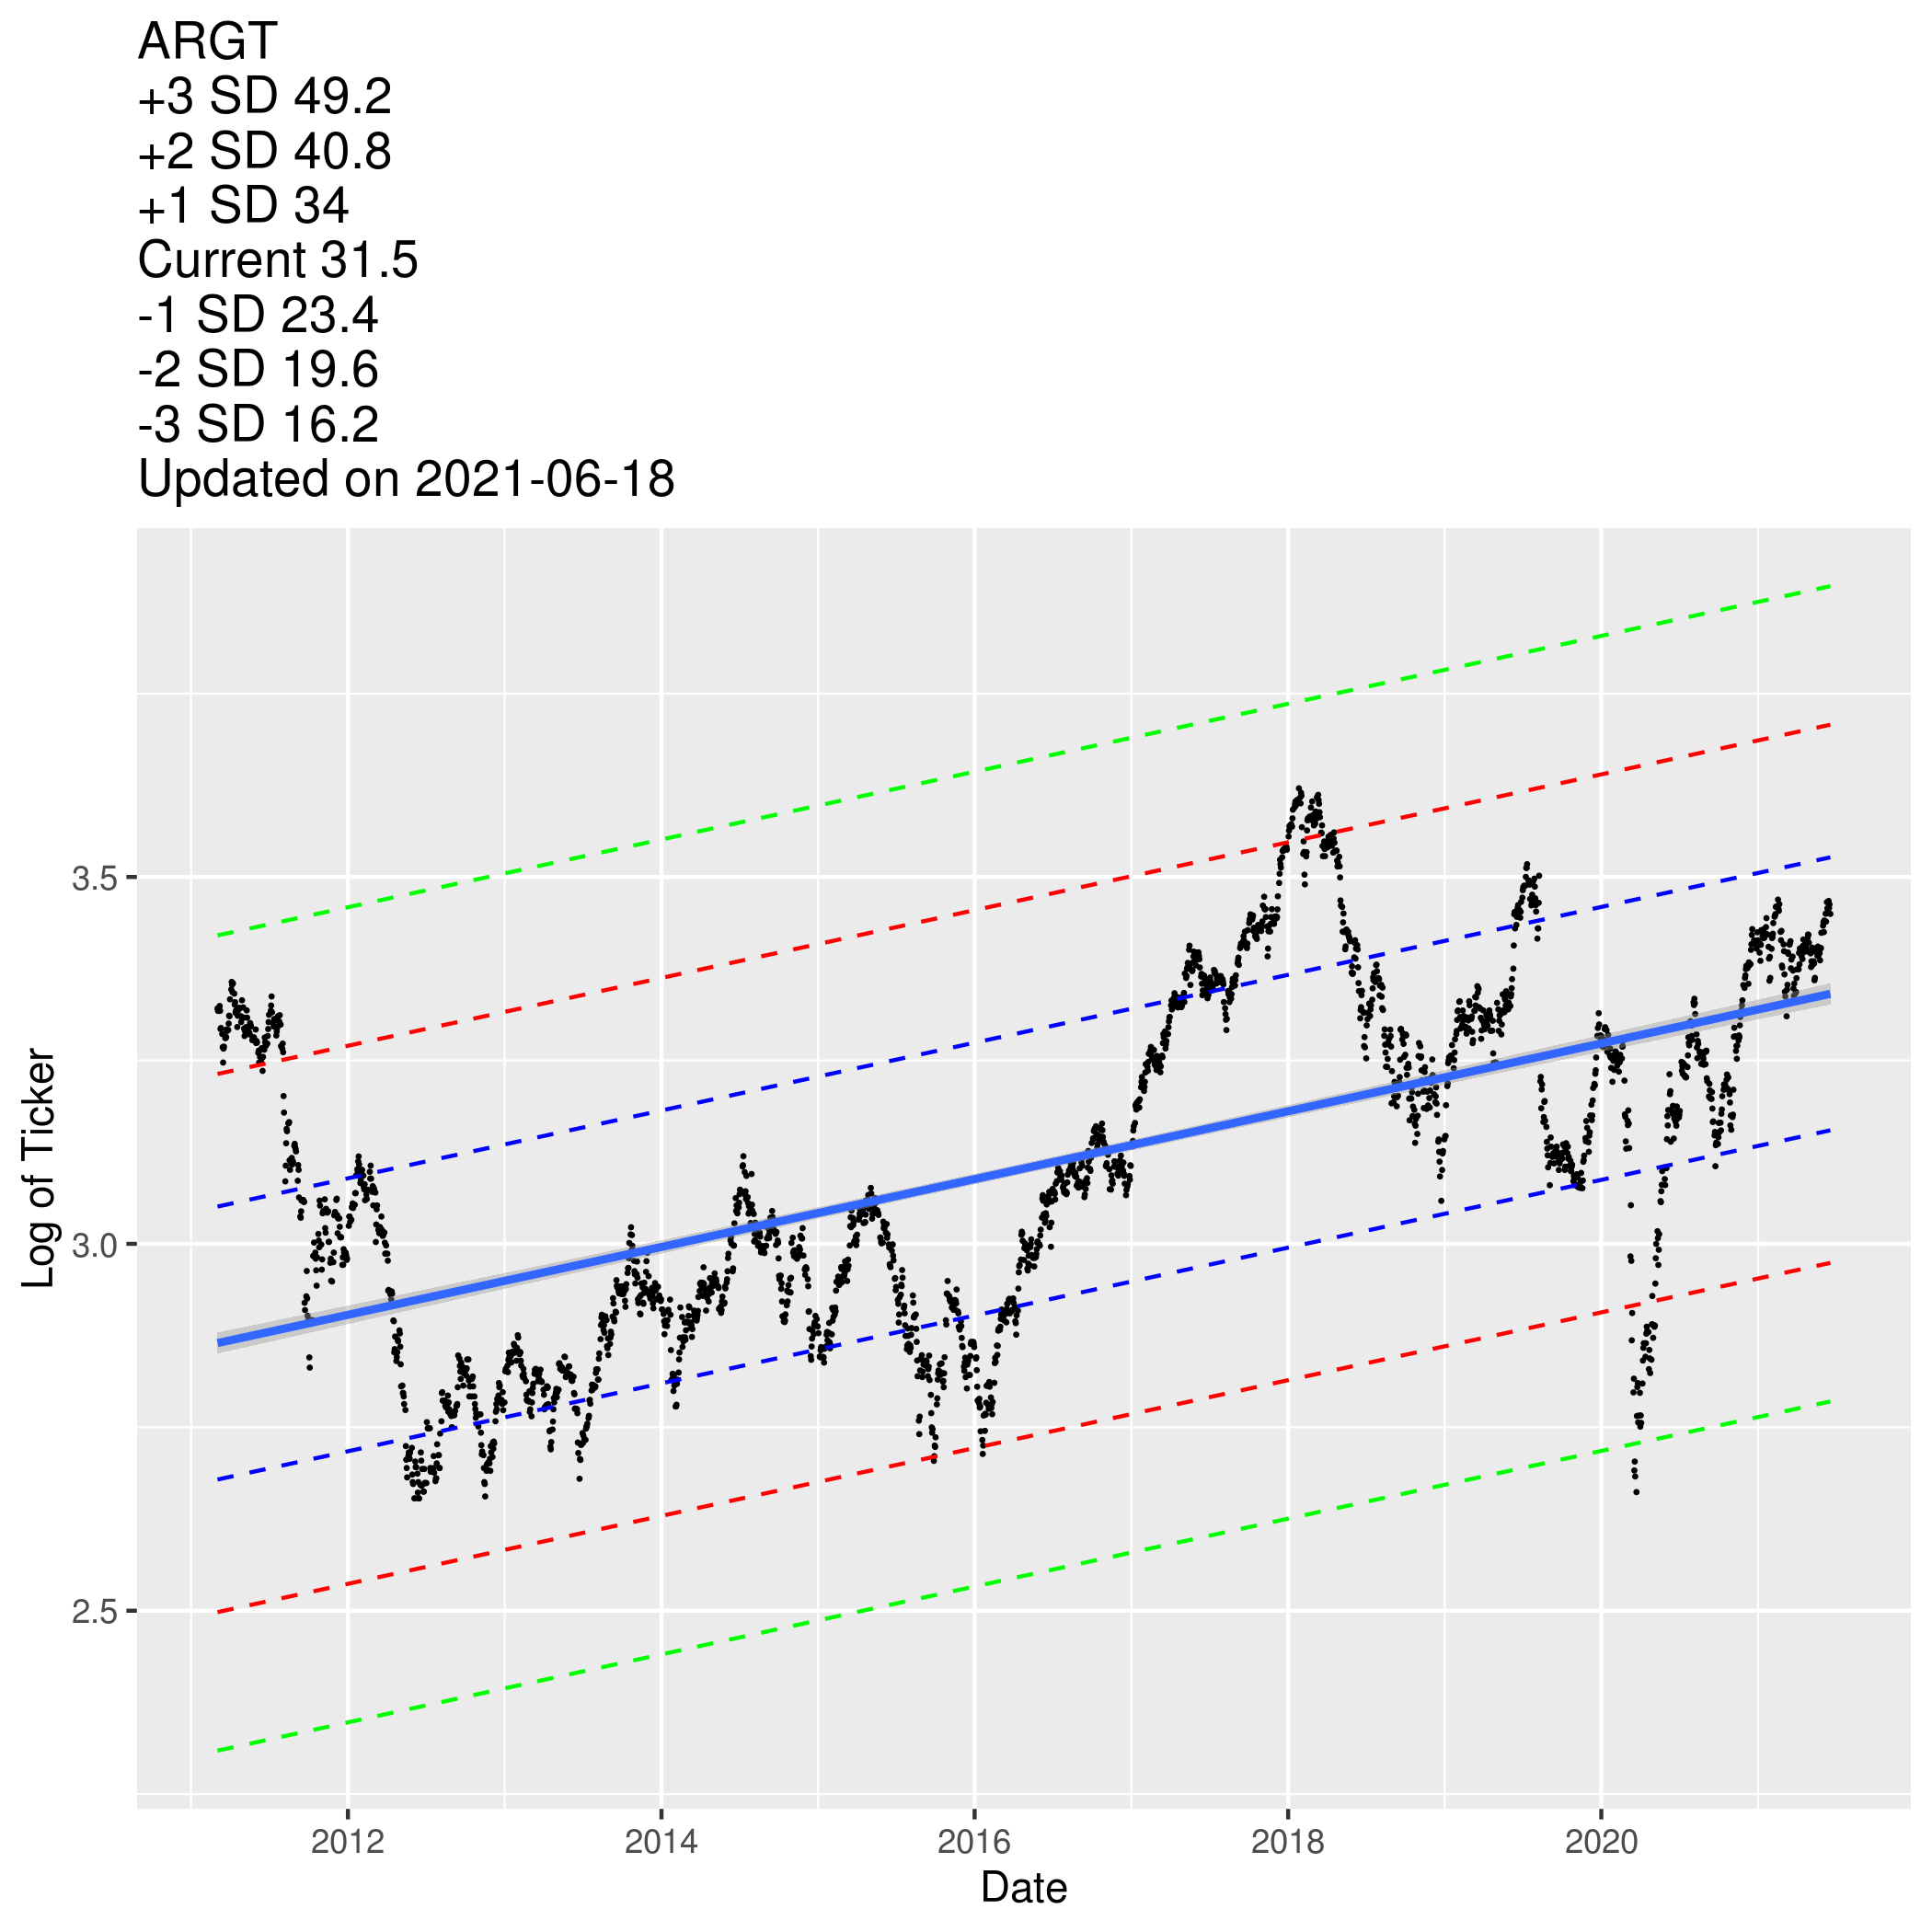 ARGT
+3 SD 49.2
+2 SD 40.8
+1 SD 34
Current 31.5
-1 SD 23.4
-2 SD 19.6
-3 SD 16.2
Updated on 2021-06-18
3.5
3.0
2.5
Log of Ticker
2012 2014 2016 2018 2020
Date